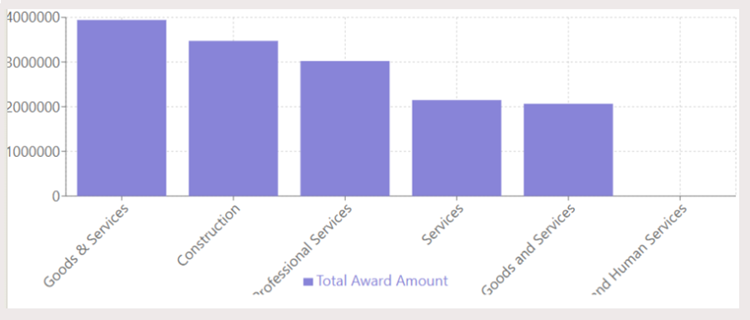 4000000
3000000
2000000
1000000
0
Goods & Services
Construction
Professional Services
Services
Goods and Services
and Human Services
Total Award Amount